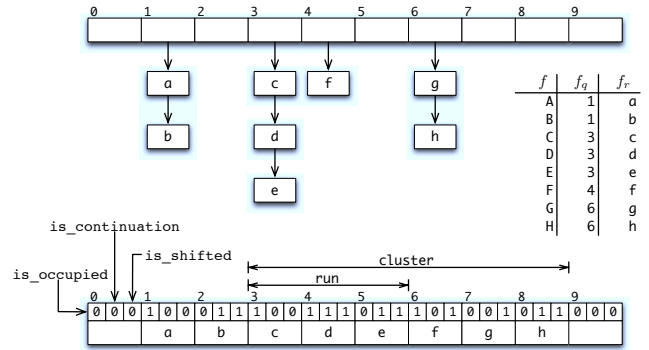 0 1 2 3 4 5 6 7 8 9
a c f g
b d h
e
f f_q f_r
A 1 a
B 1 b
C 3 c
D 3 d
E 3 e
F 4 f
G 6 g
H 6 h
is_continuation
is_shifted
is_occupied
cluster
run
0 1 2 3 4 5 6 7 8 9
0 0 0 1 0 0 0 1 1 1 0 0 1 1 1 0 1 1 1 0 1 0 0 1 0 1 1 0 0 0
a b c d e f g h